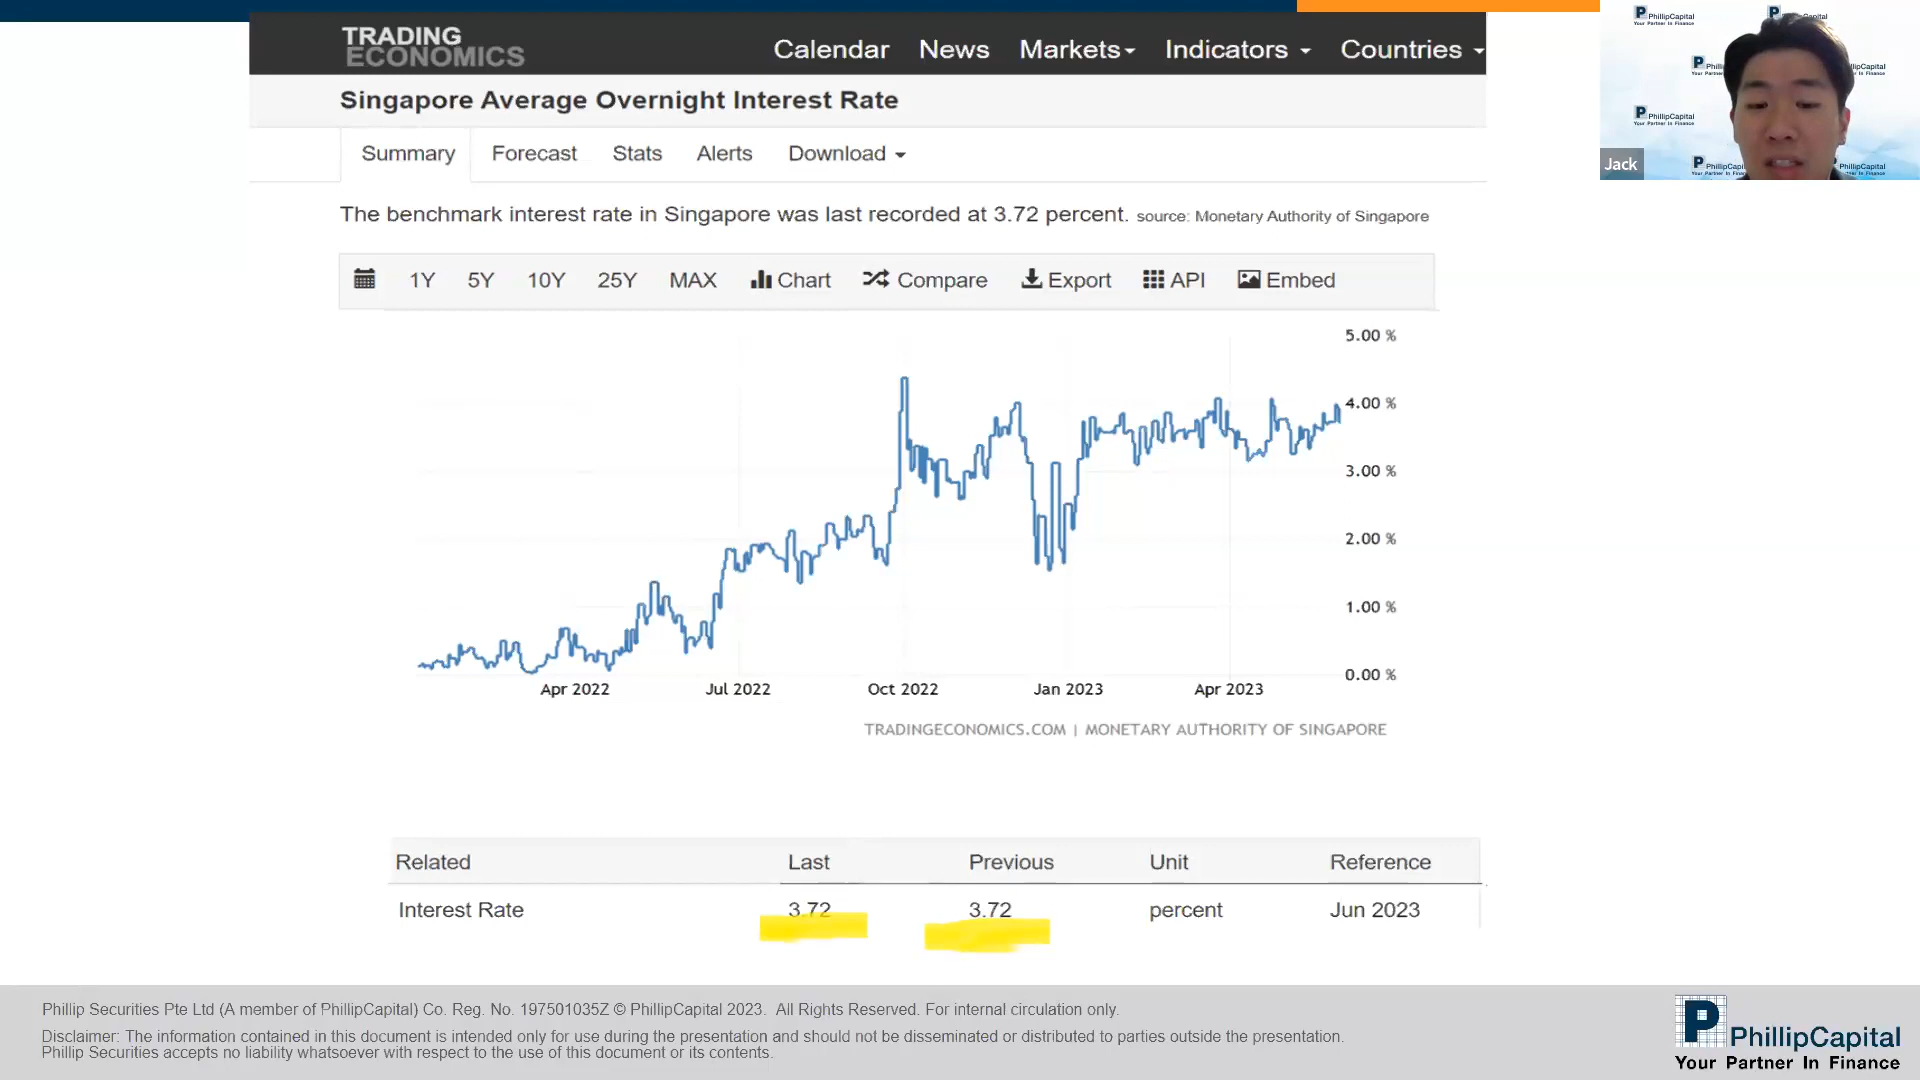 TRADING
ECONOMICS
Calendar News Markets Indicators Countries
Singapore Average Overnight Interest Rate
Summary Forecast Stats Alerts Download
The benchmark interest rate in Singapore was last recorded at 3.72 percent. source: Monetary Authority of Singapore
1Y 5Y 10Y 25Y MAX Chart Compare Export API Embed
5.00 %
4.00 %
3.00 %
2.00 %
1.00 %
0.00 %
Apr 2022 Jul 2022 Oct 2022 Jan 2023 Apr 2023
TRADINGECONOMICS.COM | MONETARY AUTHORITY OF SINGAPORE
Related Last Previous Unit Reference
Interest Rate 3.72 3.72 percent Jun 2023
PhillipCapital
Your Partner In Finance
Jack
Phillip Securities Pte Ltd (A member of PhillipCapital) Co. Reg. No. 197501035Z © PhillipCapital 2023. All Rights Reserved. For internal circulation only.
Disclaimer: The information contained in this document is intended only for use during the presentation and should not be disseminated or distributed to parties outside the presentation.
Phillip Securities accepts no liability whatsoever with respect to the use of this document or its contents.
PhillipCapital
Your Partner In Finance